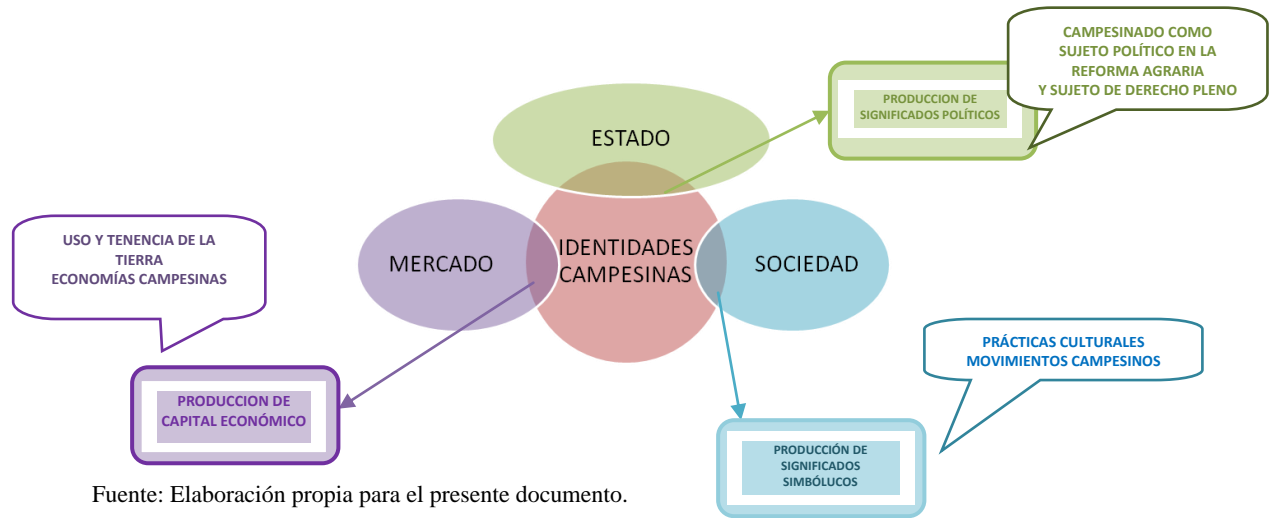 CAMPESINADO COMO
SUJETO POLÍTICO EN LA
REFORMA AGRARIA
Y SUJETO DE DERECHO PLENO
PRODUCCION DE
SIGNIFICADOS POLÍTICOS
ESTADO
USO Y TENENCIA DE LA
TIERRA
ECONOMÍAS CAMPESINAS
MERCADO
IDENTIDADES
CAMPESINAS
SOCIEDAD
PRÁCTICAS CULTURALES
MOVIMIENTOS CAMPESINOS
PRODUCCION DE
CAPITAL ECONÓMICO
PRODUCCIÓN DE
SIGNIFICADOS
SIMBÓLUCOS
Fuente: Elaboración propia para el presente documento.